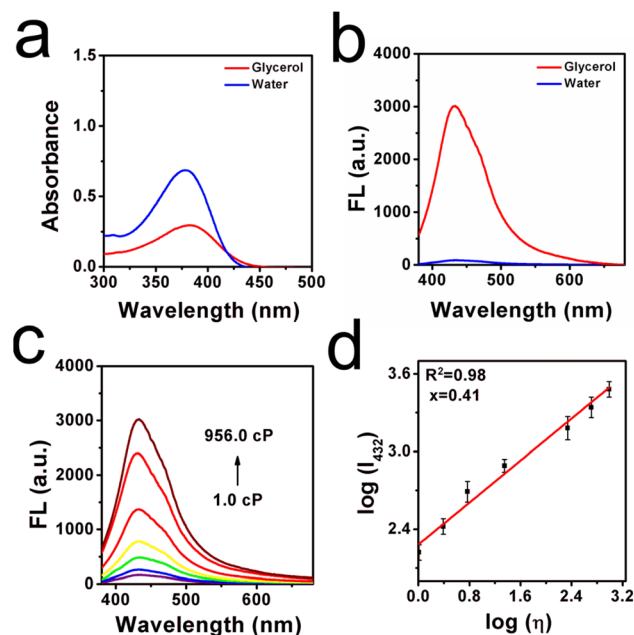 a
Absorbance
1.5
1.0
0.5
0.0
Glycerol
Water
300 350 400 450 500
Wavelength (nm)
b
FL (a.u.)
4000
3000
2000
1000
0
Glycerol
Water
400 500 600
Wavelength (nm)
c
FL (a.u.)
4000
3000
2000
1000
0
956.0 cP
1.0 cP
400 500 600
Wavelength (nm)
d
log (I432)
3.6
3.0
2.4
R2=0.98
x=0.41
0.0 0.8 1.6 2.4 3.2
log (η)